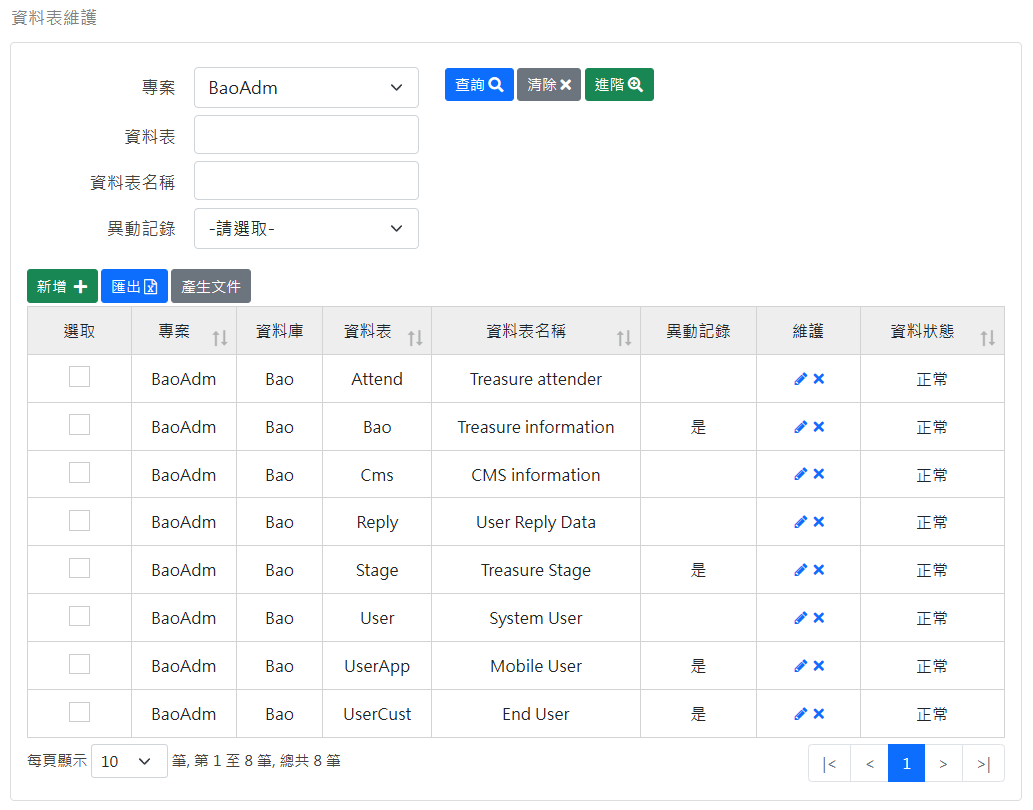 資料表維護
專案 BaoAdm 查詢 清除 進階
資料表
資料表名稱
異動記錄 -請選取-
新增 匯出 產生文件
選取 專案 資料庫 資料表 資料表名稱 異動記錄 維護 資料狀態
BaoAdm Bao Attend Treasure attender 正常
BaoAdm Bao Bao Treasure information 是 正常
BaoAdm Bao Cms CMS information 正常
BaoAdm Bao Reply User Reply Data 正常
BaoAdm Bao Stage Treasure Stage 是 正常
BaoAdm Bao User System User 正常
BaoAdm Bao UserApp Mobile User 是 正常
BaoAdm Bao UserCust End User 是 正常
每頁顯示 10 筆, 第 1 至 8 筆, 總共 8 筆 |< < 1 > >|